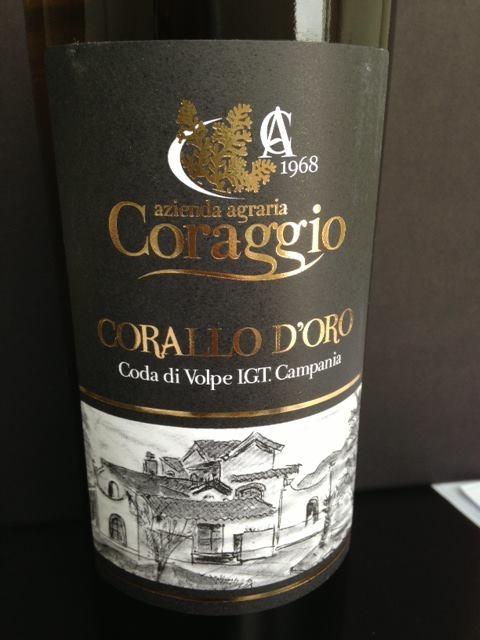 CA
1968
azienda agraria
Coraggio
CORALLO D'ORO
Coda di Volpe I.G.T. Campania